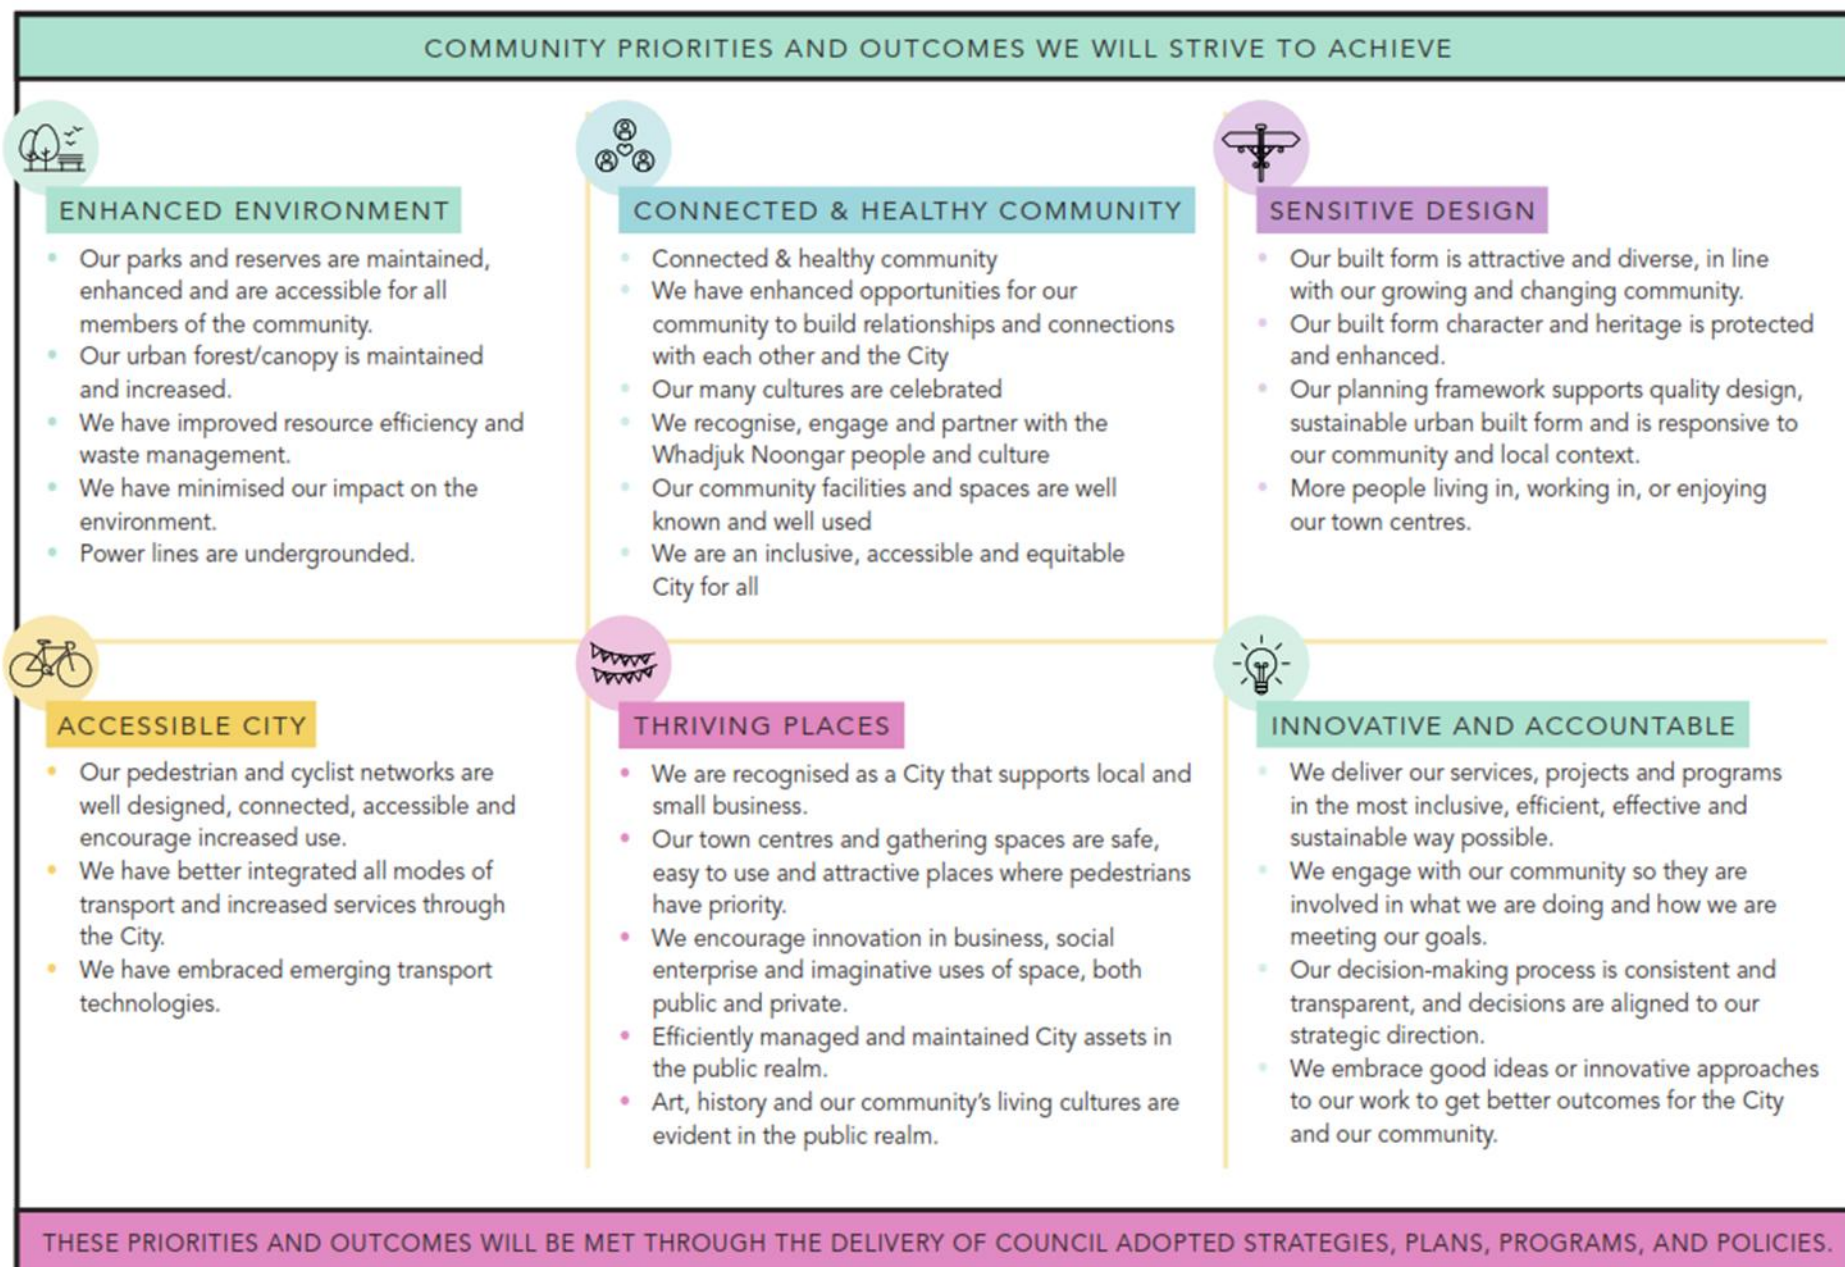 COMMUNITY PRIORITIES AND OUTCOMES WE WILL STRIVE TO ACHIEVE
ENHANCED ENVIRONMENT
• Our parks and reserves are maintained,
enhanced and are accessible for all
members of the community.
• Our urban forest/canopy is maintained
and increased.
• We have improved resource efficiency and
waste management.
• We have minimised our impact on the
environment.
• Power lines are undergrounded.
CONNECTED & HEALTHY COMMUNITY
• Connected & healthy community
• We have enhanced opportunities for our
community to build relationships and connections
with each other and the City
• Our many cultures are celebrated
• We recognise, engage and partner with the
Whadjuk Noongar people and culture
• Our community facilities and spaces are well
known and well used
• We are an inclusive, accessible and equitable
City for all
SENSITIVE DESIGN
• Our built form is attractive and diverse, in line
with our growing and changing community.
• Our built form character and heritage is protected
and enhanced.
• Our planning framework supports quality design,
sustainable urban built form and is responsive to
our community and local context.
• More people living in, working in, or enjoying
our town centres.
ACCESSIBLE CITY
• Our pedestrian and cyclist networks are
well designed, connected, accessible and
encourage increased use.
• We have better integrated all modes of
transport and increased services through
the City.
• We have embraced emerging transport
technologies.
THRIVING PLACES
• We are recognised as a City that supports local and
small business.
• Our town centres and gathering spaces are safe,
easy to use and attractive places where pedestrians
have priority.
• We encourage innovation in business, social
enterprise and imaginative uses of space, both
public and private.
• Efficiently managed and maintained City assets in
the public realm.
• Art, history and our community's living cultures are
evident in the public realm.
INNOVATIVE AND ACCOUNTABLE
• We deliver our services, projects and programs
in the most inclusive, efficient, effective and
sustainable way possible.
• We engage with our community so they are
involved in what we are doing and how we are
meeting our goals.
• Our decision-making process is consistent and
transparent, and decisions are aligned to our
strategic direction.
• We embrace good ideas or innovative approaches
to our work to get better outcomes for the City
and our community.
THESE PRIORITIES AND OUTCOMES WILL BE MET THROUGH THE DELIVERY OF COUNCIL ADOPTED STRATEGIES, PLANS, PROGRAMS, AND POLICIES.